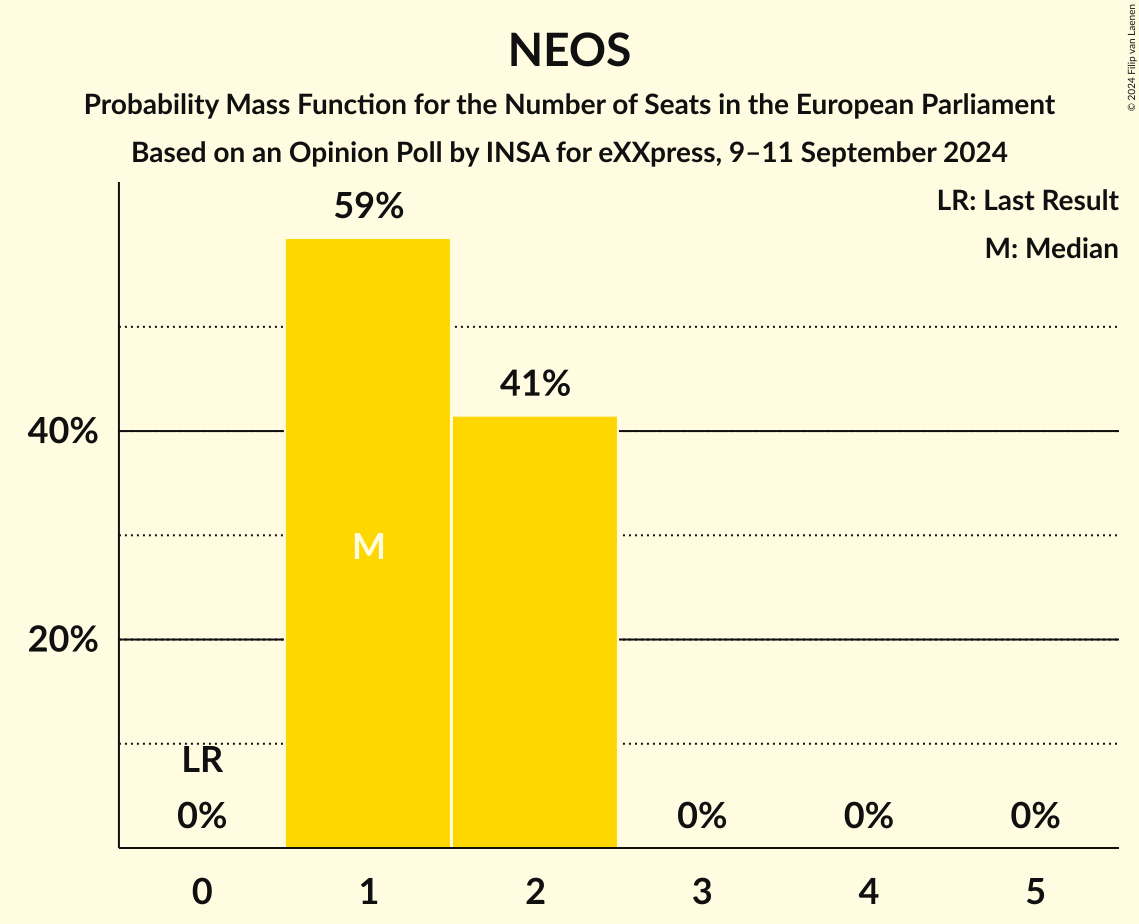 NEOS
Probability Mass Function for the Number of Seats in the European Parliament
Based on an Opinion Poll by INSA for eXXpress, 9–11 September 2024
© 2024 Filip van Laenen
LR: Last Result
M: Median
59%
41%
40%
20%
M
LR
0%
0%
0%
0%
0
1
2
3
4
5